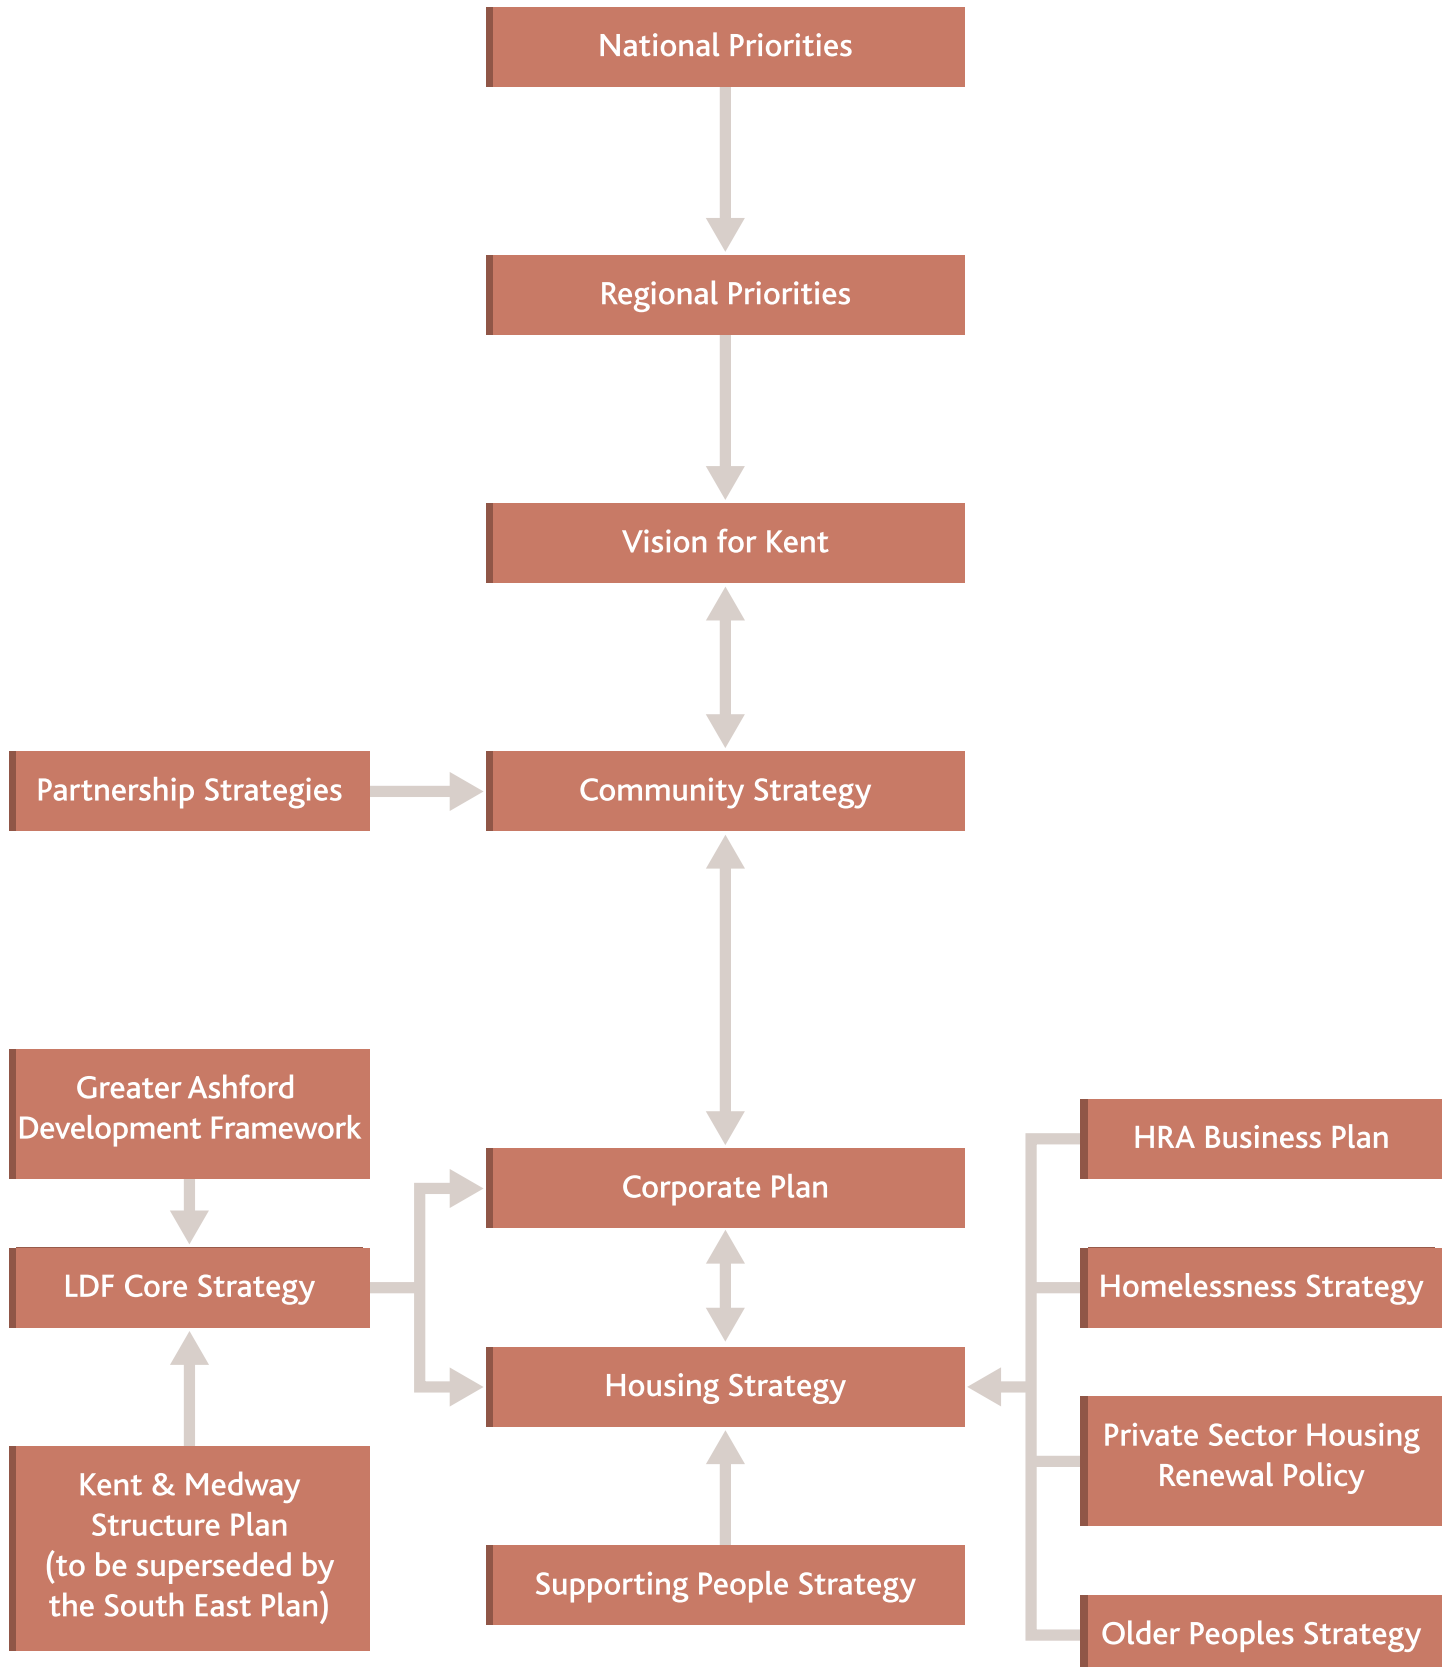 National Priorities
Regional Priorities
Vision for Kent
Partnership Strategies
Community Strategy
Greater Ashford
Development Framework
HRA Business Plan
Corporate Plan
LDF Core Strategy
Homelessness Strategy
Housing Strategy
Private Sector Housing
Renewal Policy
Kent & Medway
Structure Plan
(to be superseded by
the South East Plan)
Supporting People Strategy
Older Peoples Strategy